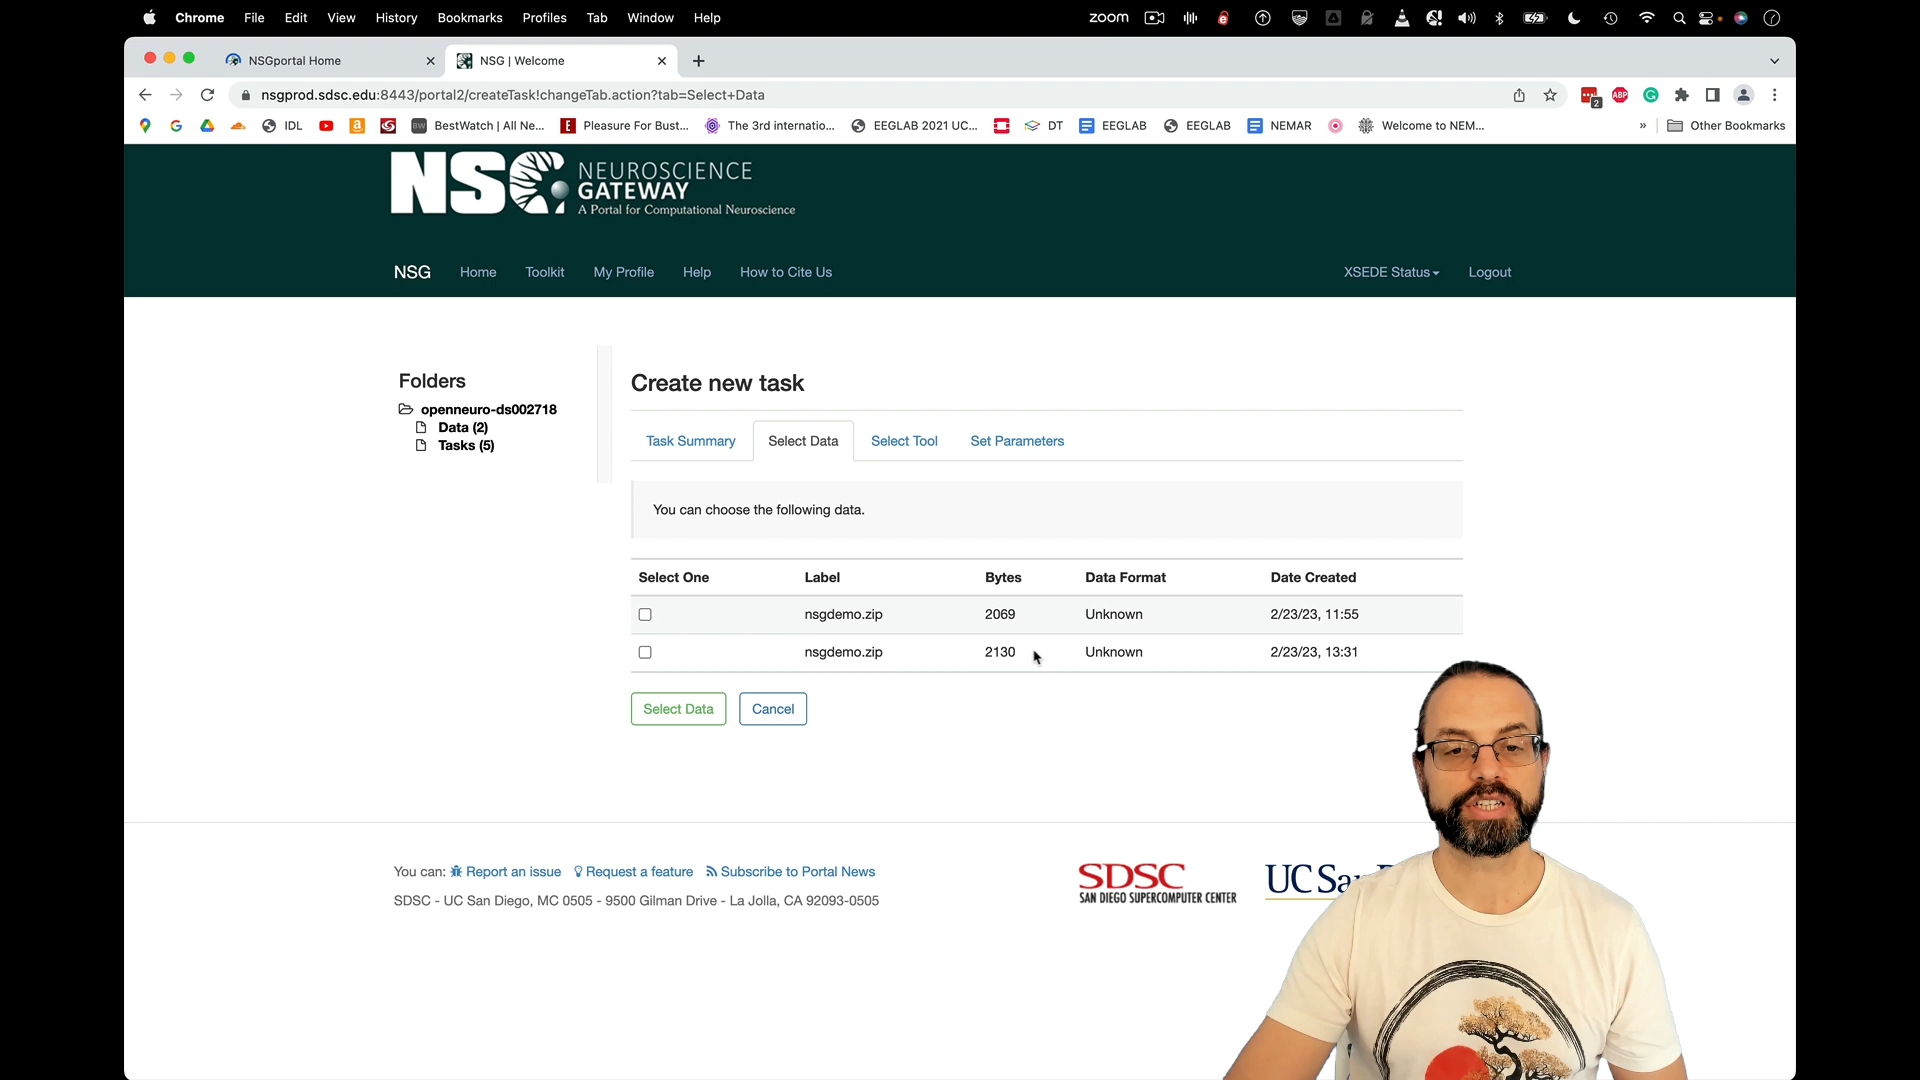 Chrome File Edit View History Bookmarks Profiles Tab Window Help zoom
NSGportal Home NSG | Welcome
nsgprod.sdsc.edu:8443/portal2/createTask!changeTab.action?tab=Select+Data 2 ABP
IDL BestWatch | All Ne... Pleasure For Bust... The 3rd internatio... EEGLAB 2021 UC... DT EEGLAB EEGLAB NEMAR Welcome to NEM... » Other Bookmarks
NSG NEUROSCIENCE
GATEWAY
A Portal for Computational Neuroscience
NSG Home Toolkit My Profile Help How to Cite Us XSEDE Status Logout
Folders
openneuro-ds002718
Data (2)
Tasks (5)
Create new task
Task Summary Select Data Select Tool Set Parameters
You can choose the following data.
Select One Label Bytes Data Format Date Created
nsgdemo.zip 2069 Unknown 2/23/23, 11:55
nsgdemo.zip 2130 Unknown 2/23/23, 13:31
Select Data Cancel
You can: Report an issue Request a feature Subscribe to Portal News
SDSC - UC San Diego, MC 0505 - 9500 Gilman Drive - La Jolla, CA 92093-0505
SDSC
SAN DIEGO SUPERCOMPUTER CENTER
UC San D